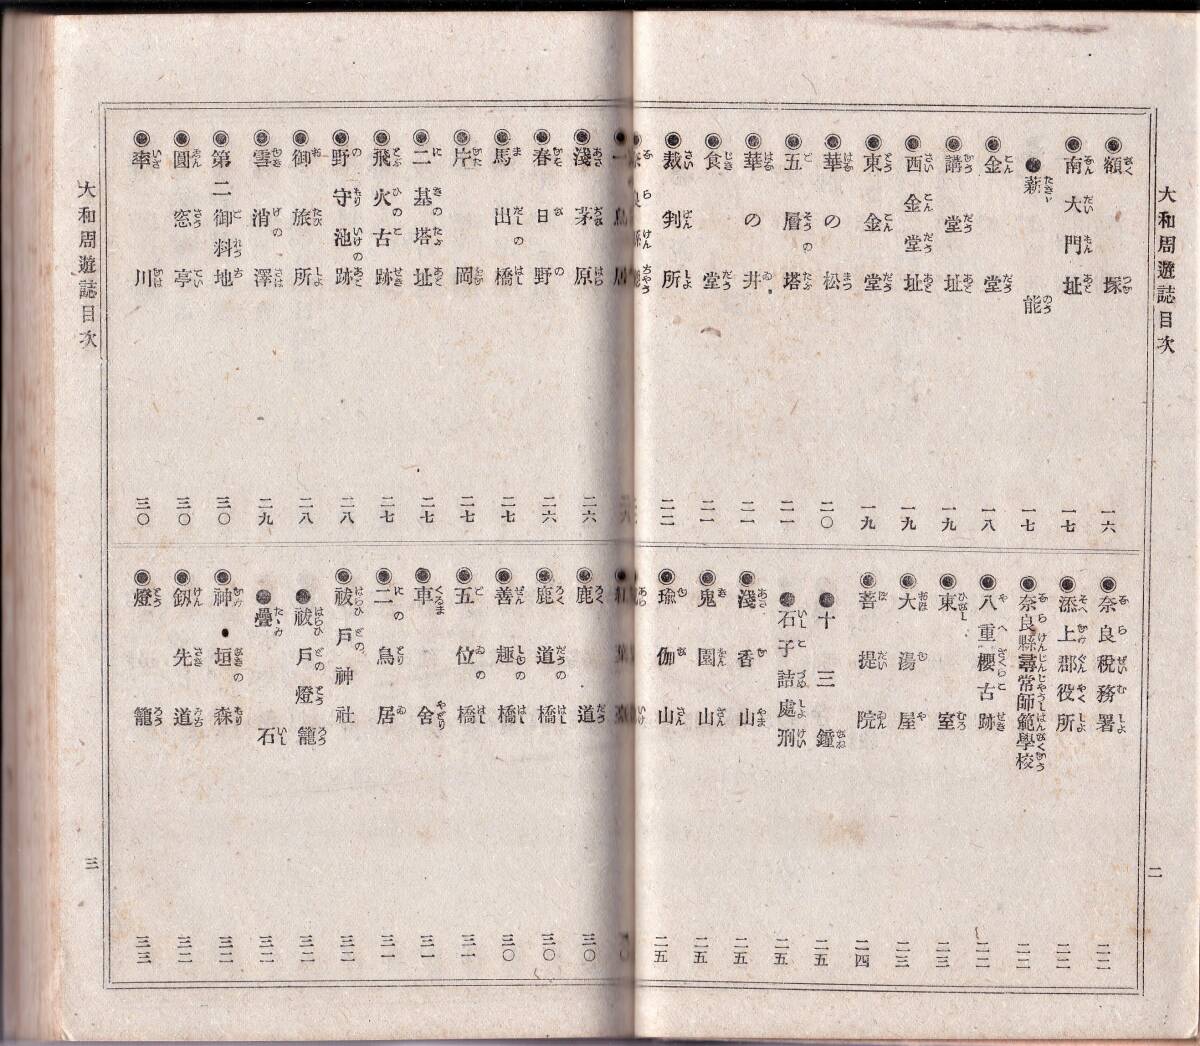 大和周遊誌目次
額塚 一六
南大門址 一七
薪能 一七
金堂 一八
講堂址 一九
西金堂址 一九
東金堂 一九
華の松 二〇
五層の塔 二一
華の井 二一
食堂 二一
裁判所 二二
奈良税務署 二二
添上郡役所 二二
奈良縣尋常師範學校 二二
八重櫻古跡 二二
東室 二三
大湯屋 二三
菩提院 二四
十三鐘 二五
石子詰處刑 二五
淺香山 二五
鬼園山 二五
瑜伽山 二五
二
一鳥居
淺茅原 二六
春日野 二六
馬出の橋 二七
片岡 二七
二基の塔址 二七
飛火の古跡 二七
野守池の跡 二八
御旅所 二八
雲消の澤 二九
第二御料地 三〇
圓窓亭 三〇
率川 三〇
鹿道 三〇
鹿道の橋 三〇
善趣の橋 三〇
五位の橋 三一
車舍 三一
二の鳥居 三一
祓戸神社 三二
祓戸の燈籠 三二
疊石 三二
神垣森 三二
劔先道 三二
燈籠 三三
大和周遊誌目次
三